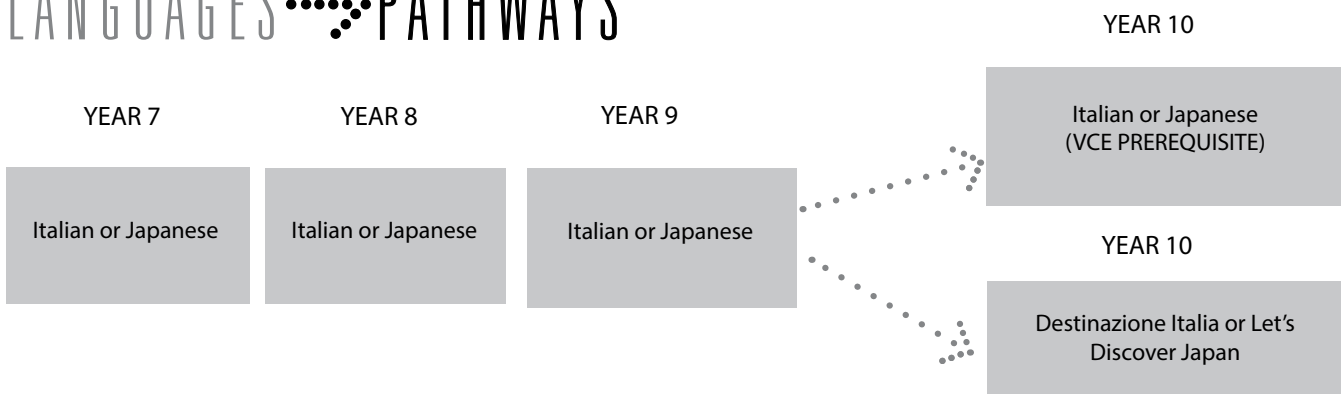 LANGUAGES PATHWAYS
YEAR 7
Italian or Japanese
YEAR 8
Italian or Japanese
YEAR 9
Italian or Japanese
YEAR 10
Italian or Japanese
(VCE PREREQUISITE)
YEAR 10
Destinazione Italia or Let's
Discover Japan